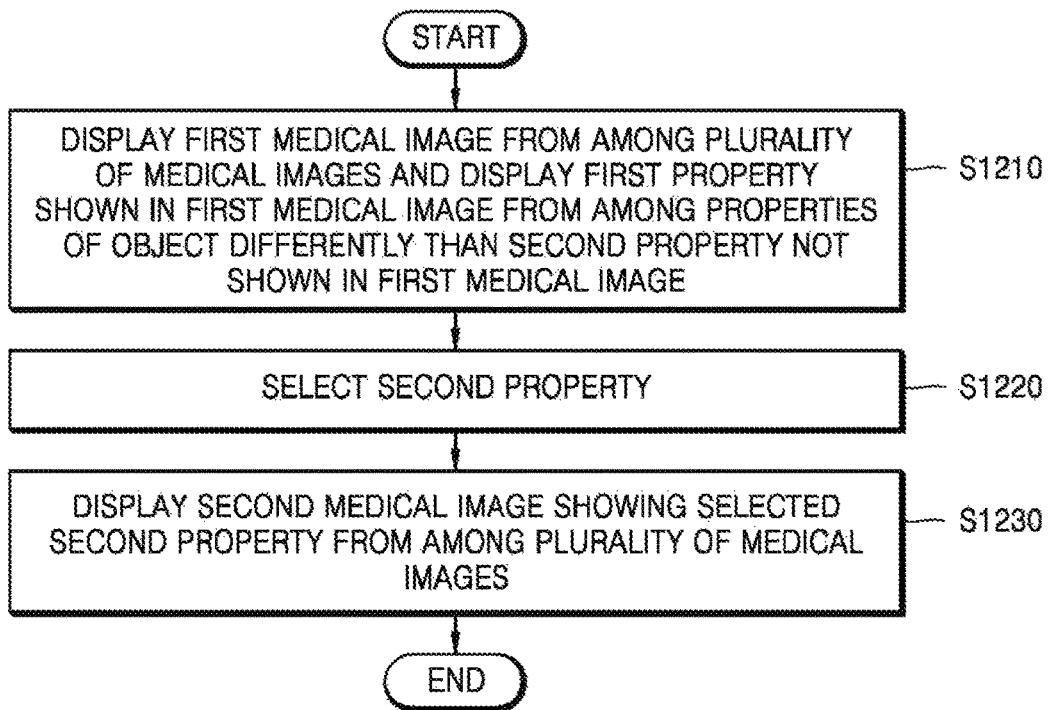 START
DISPLAY FIRST MEDICAL IMAGE FROM AMONG PLURALITY
OF MEDICAL IMAGES AND DISPLAY FIRST PROPERTY
SHOWN IN FIRST MEDICAL IMAGE FROM AMONG PROPERTIES
OF OBJECT DIFFERENTLY THAN SECOND PROPERTY NOT
SHOWN IN FIRST MEDICAL IMAGE
S1210
SELECT SECOND PROPERTY
S1220
DISPLAY SECOND MEDICAL IMAGE SHOWING SELECTED
SECOND PROPERTY FROM AMONG PLURALITY OF MEDICAL
IMAGES
S1230
END